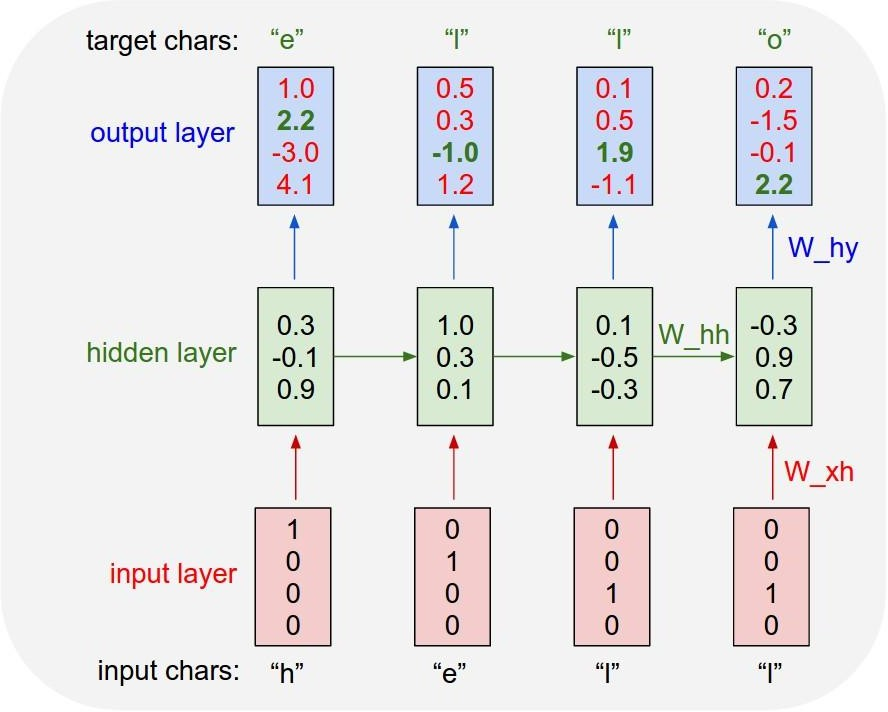 target chars: “e” “l” “l” “o”
output layer
1.0 0.5 0.1 0.2
2.2 0.3 0.5 -1.5
-3.0 -1.0 1.9 -0.1
4.1 1.2 -1.1 2.2
W_hy
hidden layer
0.3 1.0 0.1 -0.3
-0.1 0.3 -0.5 0.9
0.9 0.1 -0.3 0.7
W_hh
W_xh
input layer
1 0 0 0
0 1 0 0
0 0 1 1
0 0 0 0
input chars: “h” “e” “l” “l”